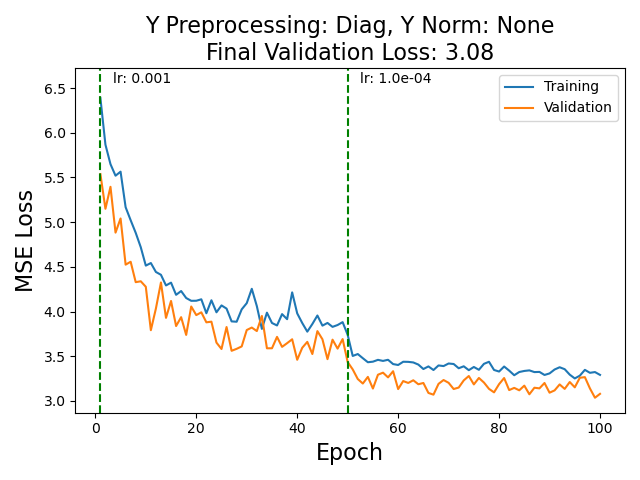 Y Preprocessing: Diag, Y Norm: None
Final Validation Loss: 3.08
lr: 0.001
lr: 1.0e-04
Training
Validation
MSE Loss
6.5
6.0
5.5
5.0
4.5
4.0
3.5
3.0
0 20 40 60 80 100
Epoch